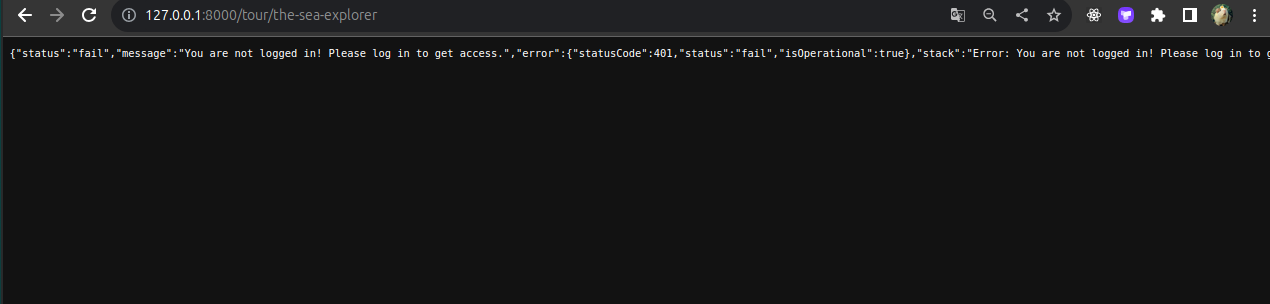 127.0.0.1:8000/tour/the-sea-explorer
{"status":"fail","message":"You are not logged in! Please log in to get access.","error":{"statusCode":401,"status":"fail","isOperational":true},"stack":"Error: You are not logged in! Please log in to g